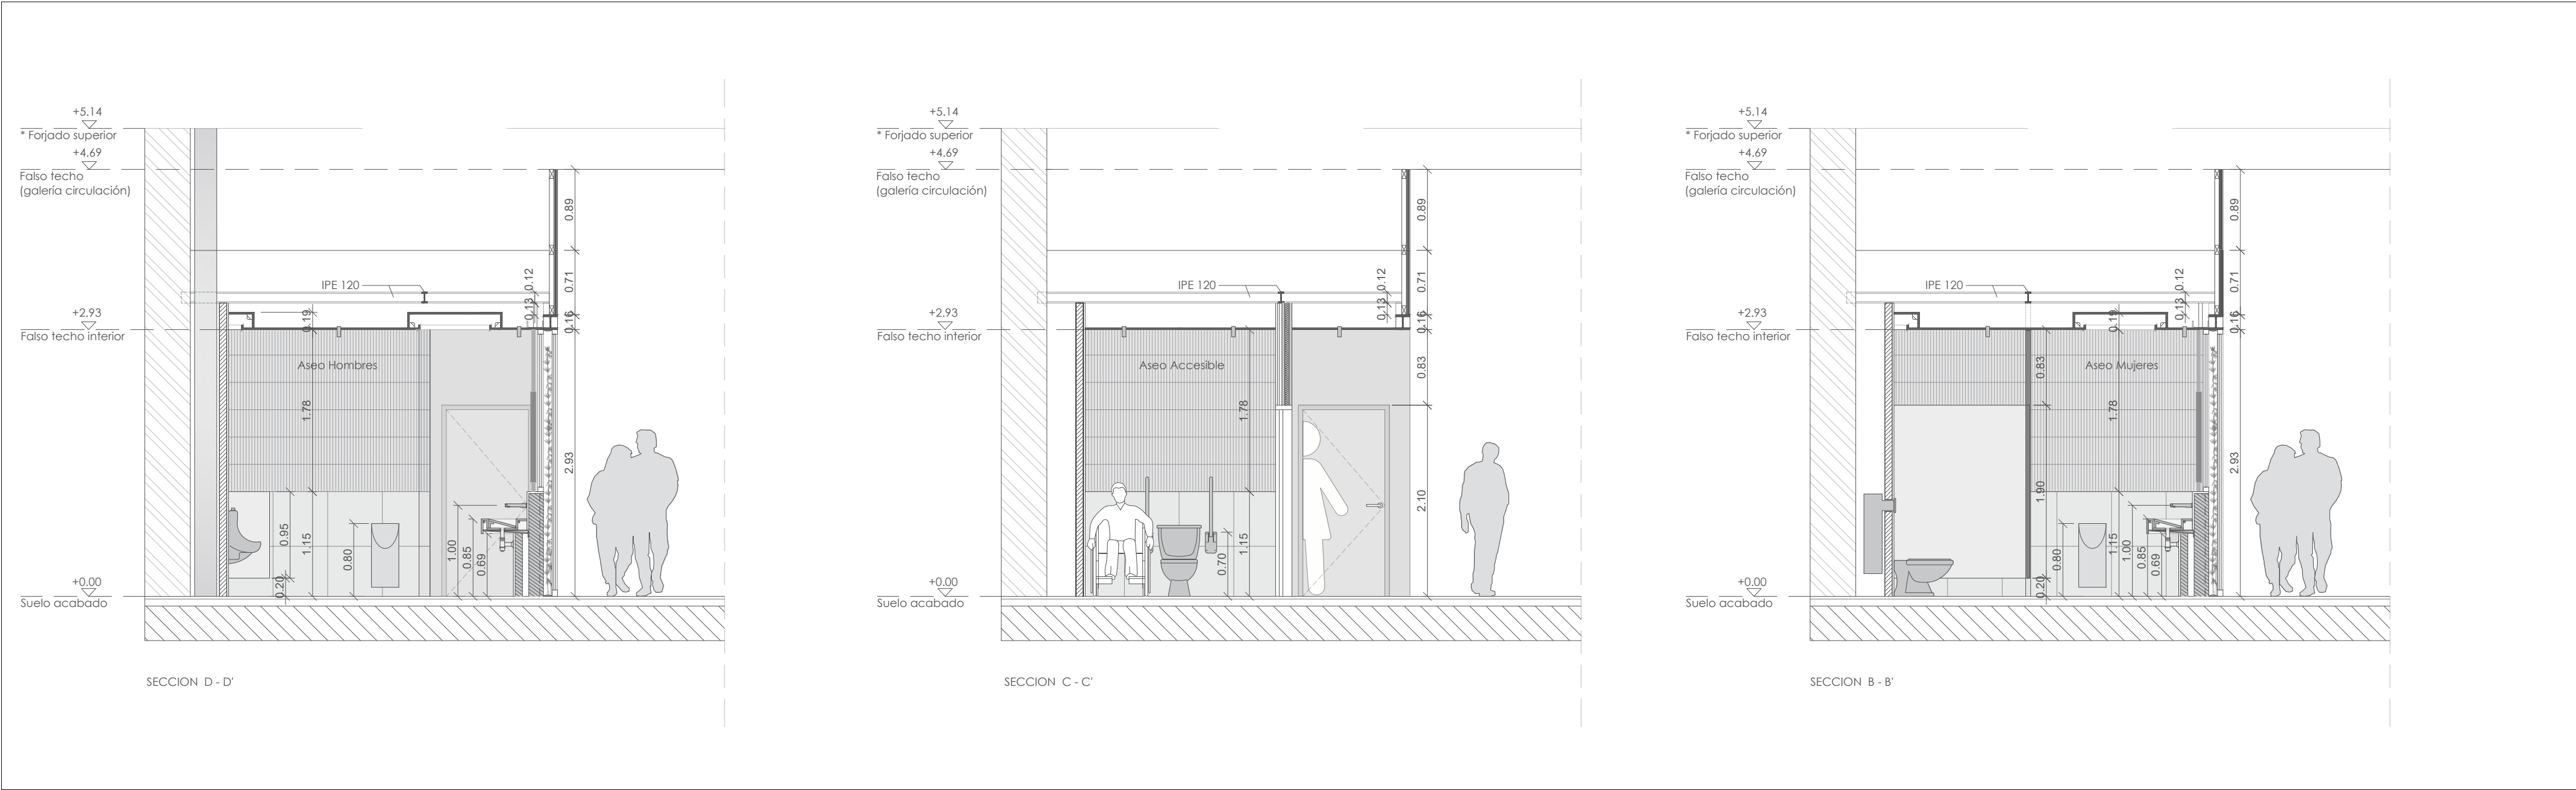 +5.14
* Forjado superior
+4.69
Falso techo
(galería circulación)
0.89
0.71
IPE 120
0.12
0.13
0.16
0.19
+2.93
Falso techo interior
Aseo Hombres
1.78
2.93
0.95
1.15
0.80
1.00
0.85
0.69
0.20
+0.00
Suelo acabado
SECCION D - D'
+5.14
* Forjado superior
+4.69
Falso techo
(galería circulación)
0.89
0.71
IPE 120
0.12
0.13
0.16
+2.93
Falso techo interior
Aseo Accesible
0.83
1.78
2.10
0.70
1.15
+0.00
Suelo acabado
SECCION C - C'
+5.14
* Forjado superior
+4.69
Falso techo
(galería circulación)
0.89
0.71
IPE 120
0.12
0.13
0.16
0.19
+2.93
Falso techo interior
0.83
Aseo Mujeres
1.78
2.93
1.90
0.80
1.15
1.00
0.85
0.69
0.20
+0.00
Suelo acabado
SECCION B - B'